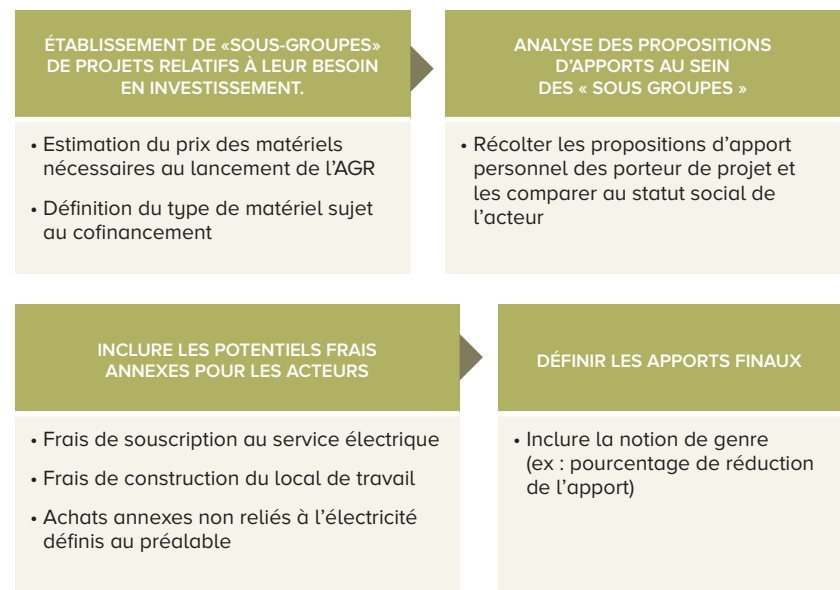 ÉTABLISSEMENT DE «SOUS-GROUPES»
DE PROJETS RELATIFS À LEUR BESOIN
EN INVESTISSEMENT.
• Estimation du prix des matériels
nécessaires au lancement de l'AGR
• Définition du type de matériel sujet
au cofinancement
ANALYSE DES PROPOSITIONS
D'APPORTS AU SEIN
DES « SOUS GROUPES »
• Récolter les propositions d'apport
personnel des porteur de projet et
les comparer au statut social de
l'acteur
INCLURE LES POTENTIELS FRAIS
ANNEXES POUR LES ACTEURS
• Frais de souscription au service électrique
• Frais de construction du local de travail
• Achats annexes non reliés à l'électricité
définis au préalable
DÉFINIR LES APPORTS FINAUX
• Inclure la notion de genre
(ex : pourcentage de réduction
de l'apport)